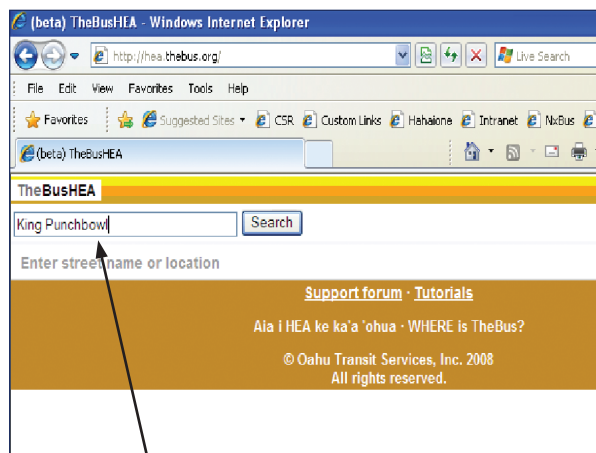 (beta) TheBusHEA - Windows Internet Explorer
http://hea.thebus.org/ Live Search
File Edit View Favorites Tools Help
Favorites Suggested Sites CSR Custom Links Hahaione Intranet NxBus
(beta) TheBusHEA
TheBusHEA
King Punchbowl Search
Enter street name or location
Support forum · Tutorials
Aia i HEA ke ka'a 'ohua · WHERE is TheBus?
© Oahu Transit Services, Inc. 2008
All rights reserved.